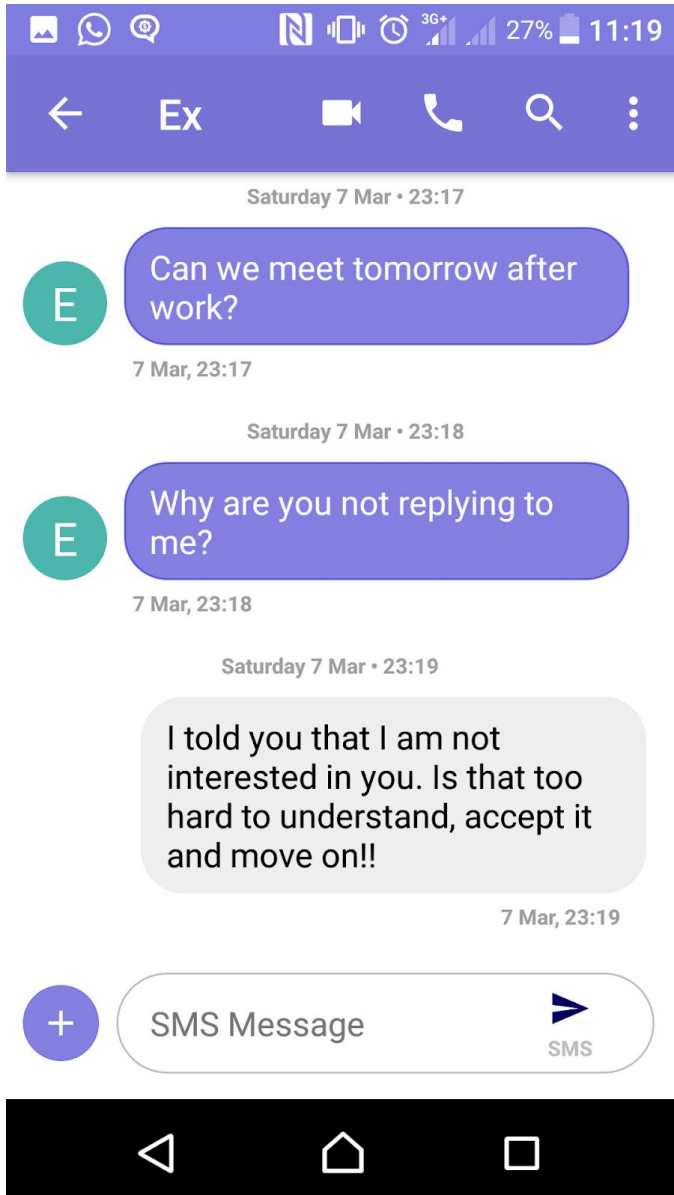 3G+ 27% 11:19
Ex
Saturday 7 Mar • 23:17
E
Can we meet tomorrow after
work?
7 Mar, 23:17
Saturday 7 Mar • 23:18
E
Why are you not replying to
me?
7 Mar, 23:18
Saturday 7 Mar • 23:19
I told you that I am not
interested in you. Is that too
hard to understand, accept it
and move on!!
7 Mar, 23:19
SMS Message
SMS